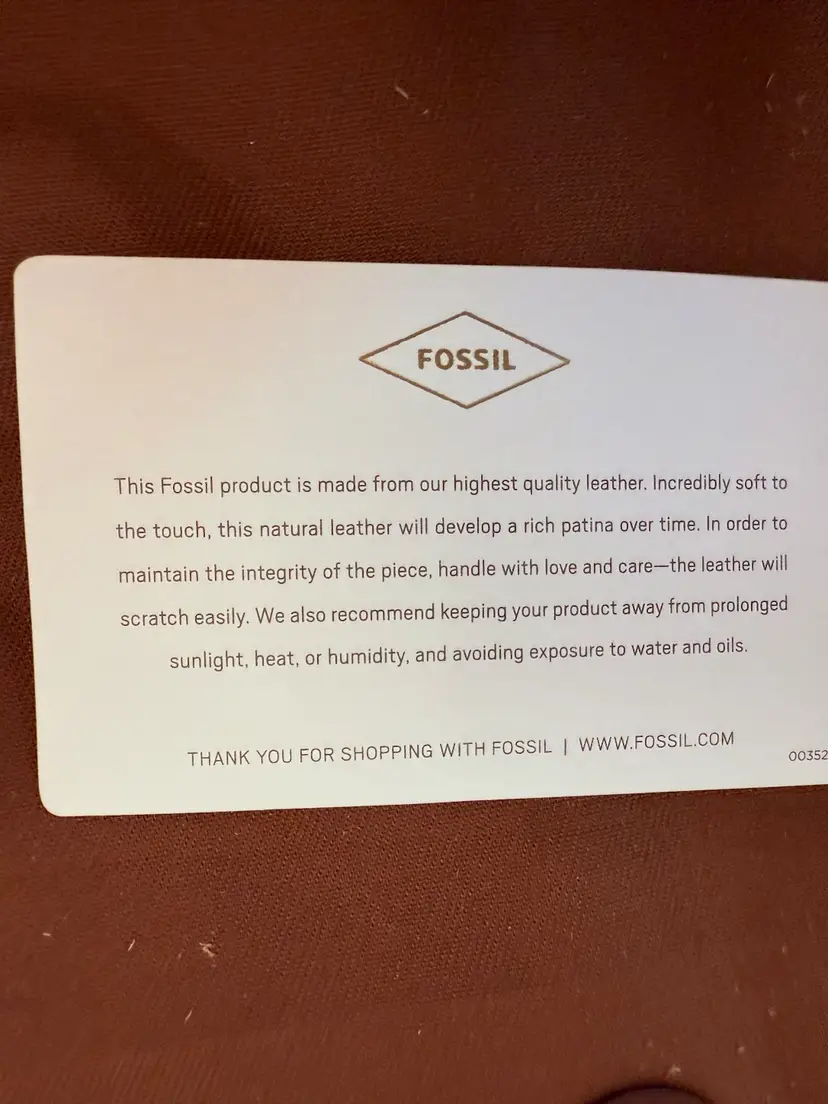 FOSSIL
This Fossil product is made from our highest quality leather. Incredibly soft to
the touch, this natural leather will develop a rich patina over time. In order to
maintain the integrity of the piece, handle with love and care—the leather will
scratch easily. We also recommend keeping your product away from prolonged
sunlight, heat, or humidity, and avoiding exposure to water and oils.
THANK YOU FOR SHOPPING WITH FOSSIL | WWW.FOSSIL.COM
00352